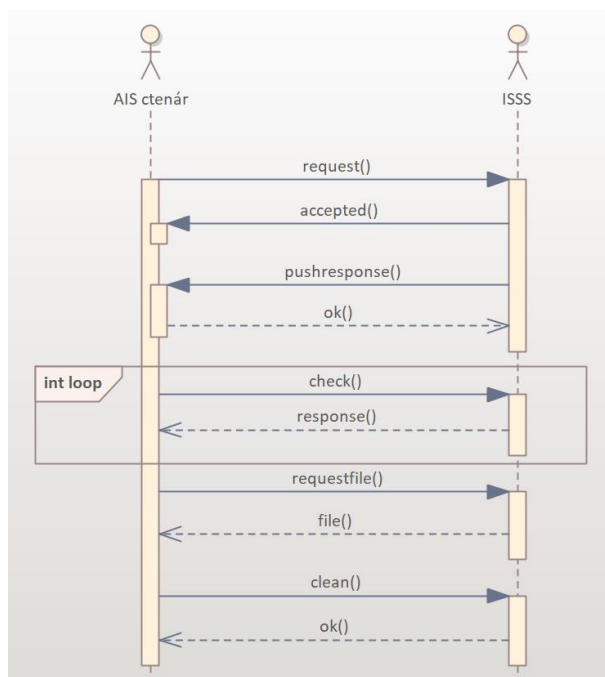 AIS ctenár
ISSS
request()
accepted()
pushresponse()
ok()
int loop
check()
response()
requestfile()
file()
clean()
ok()